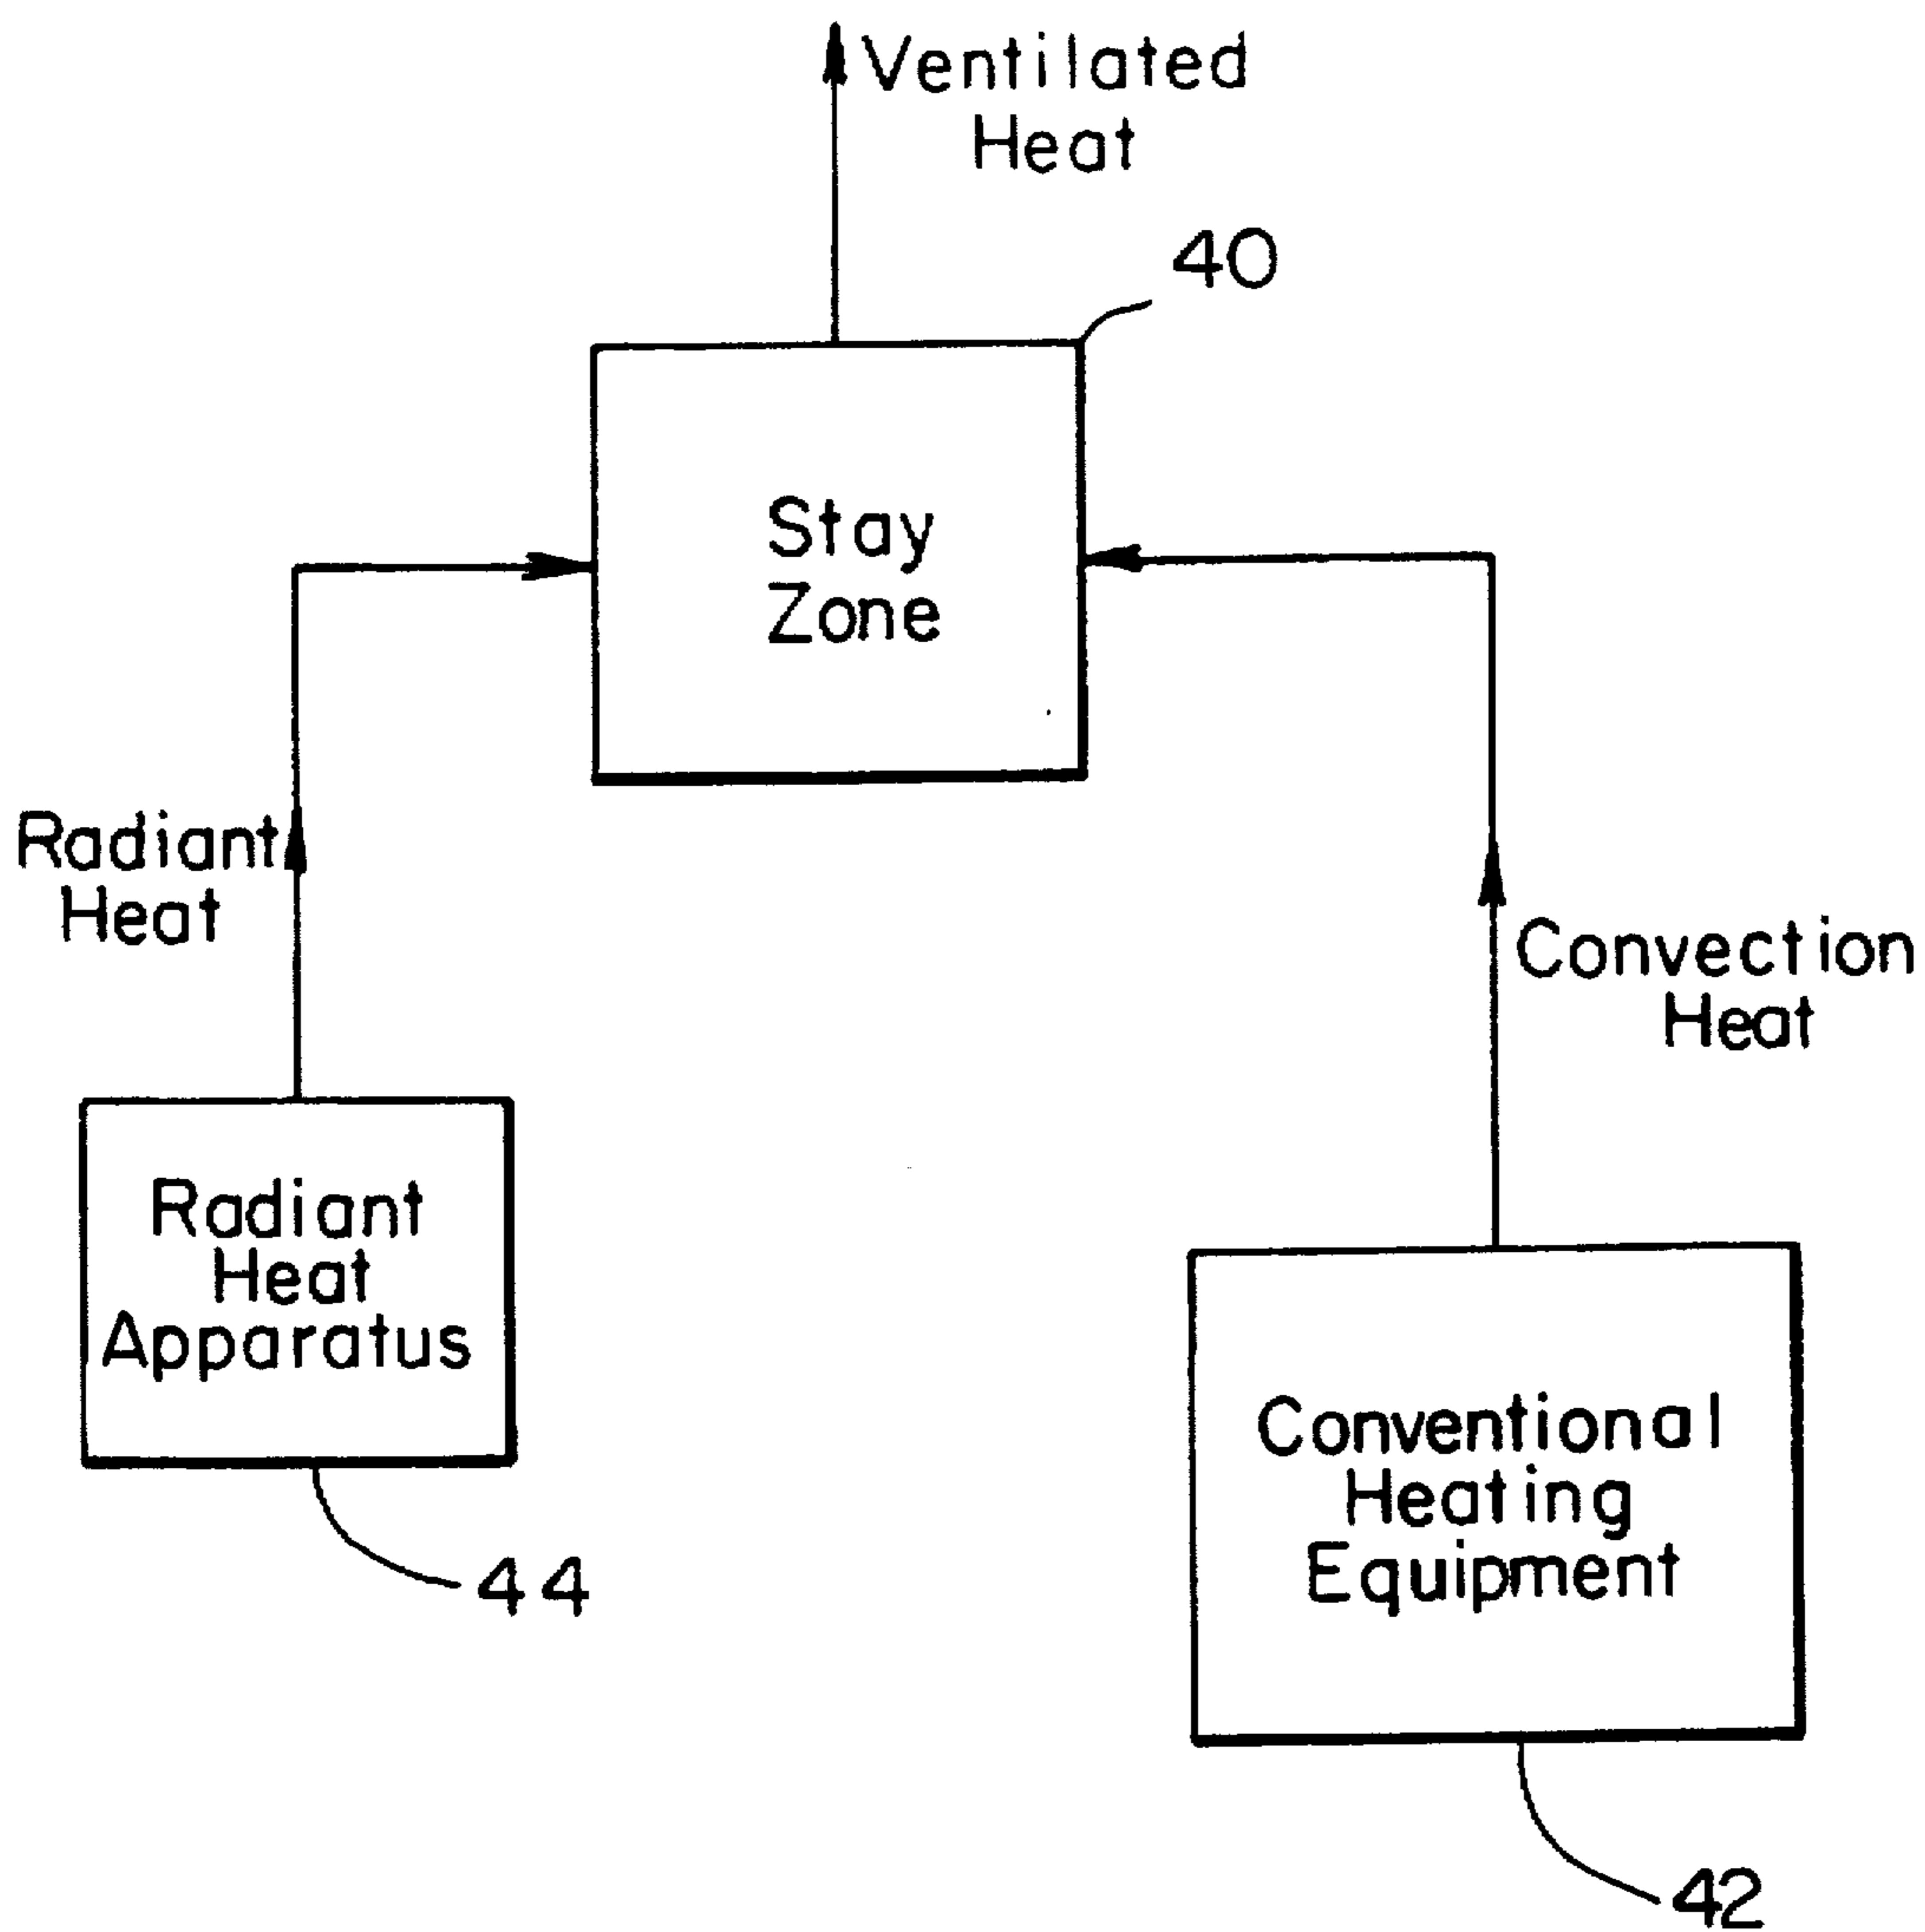 Ventilated
Heat
40
Stay
Zone
Radiant
Heat
Convection
Heat
Radiant
Heat
Apparatus
44
Conventional
Heating
Equipment
42